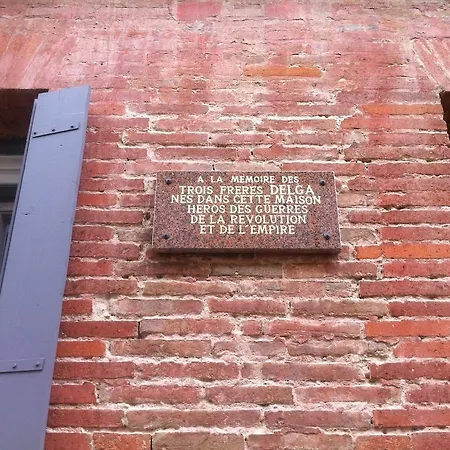 A LA MEMOIRE DES
TROIS FRERES DELGA
NES DANS CETTE MAISON
HEROS DES GUERRES
DE LA REVOLUTION
ET DE L'EMPIRE